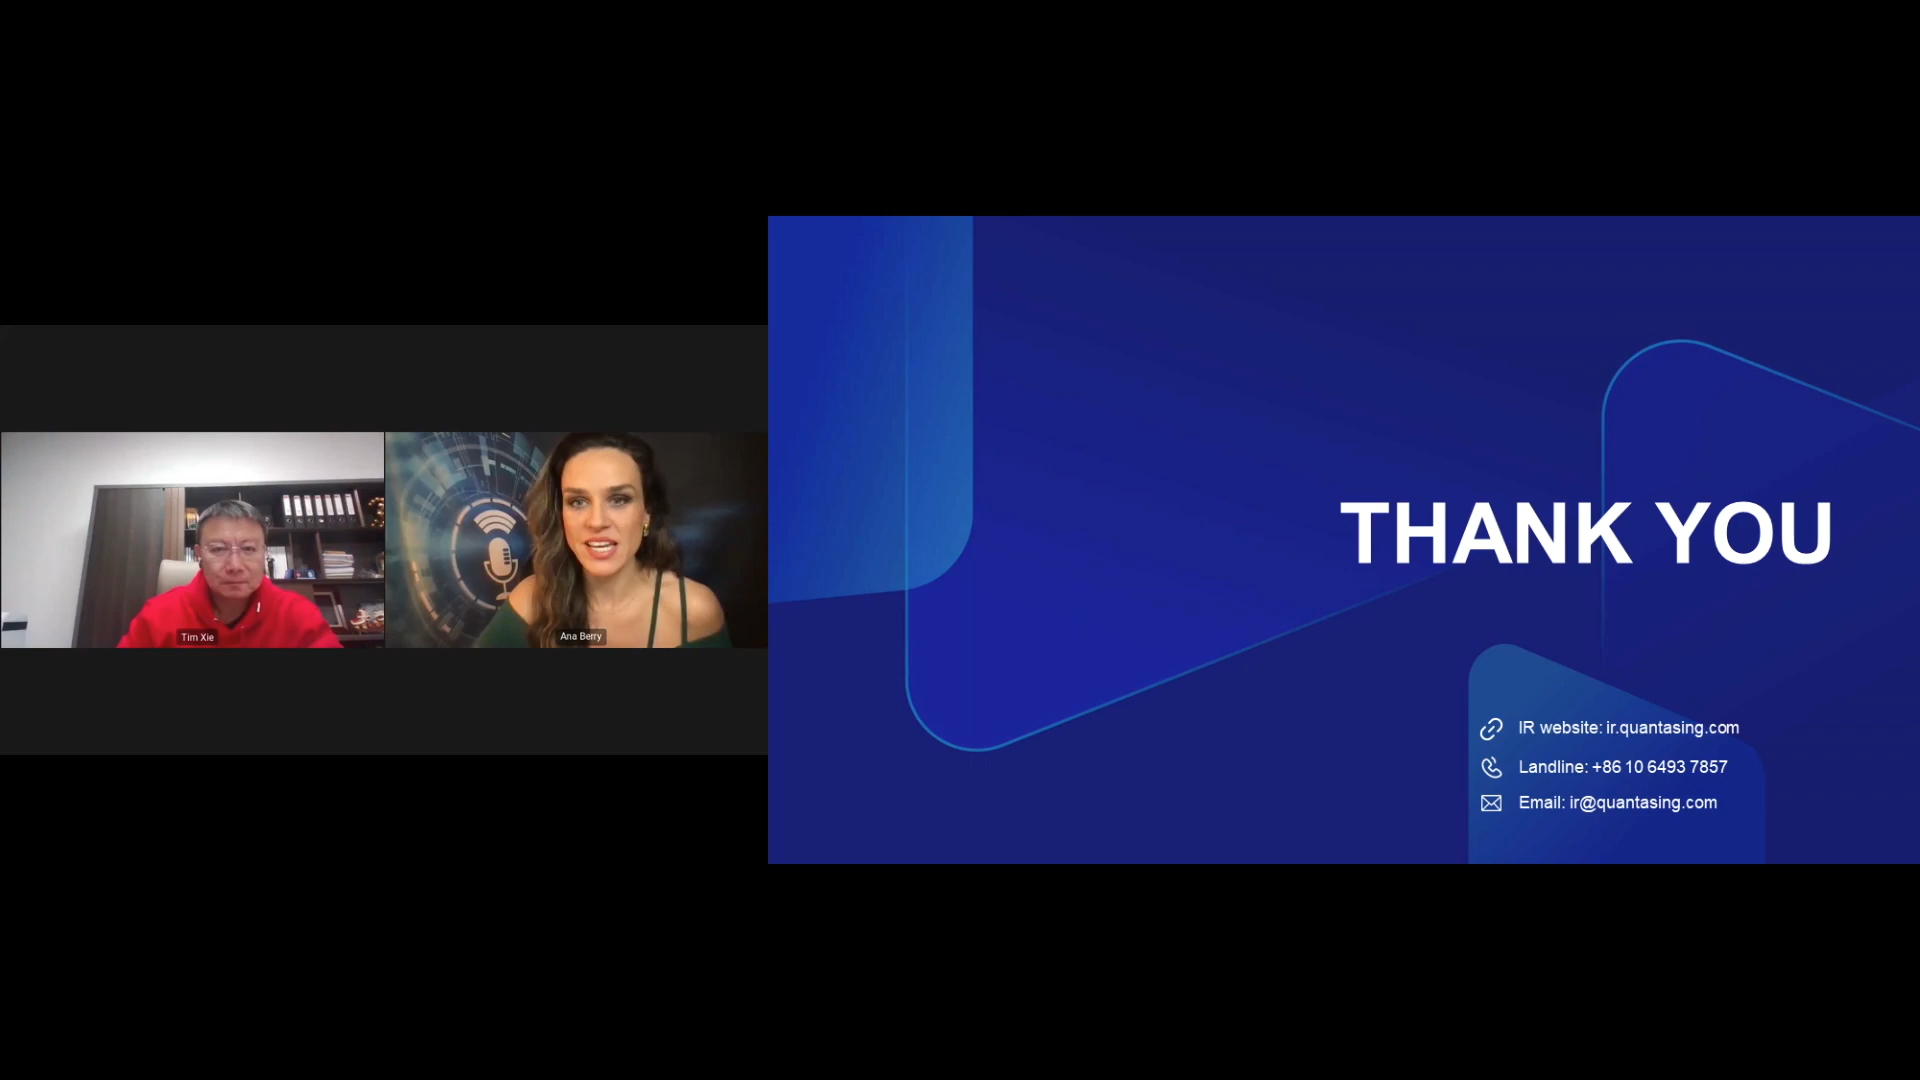 Tim Xie
Ana Berry
THANK YOU
IR website: ir.quantasing.com
Landline: +86 10 6493 7857
Email: ir@quantasing.com